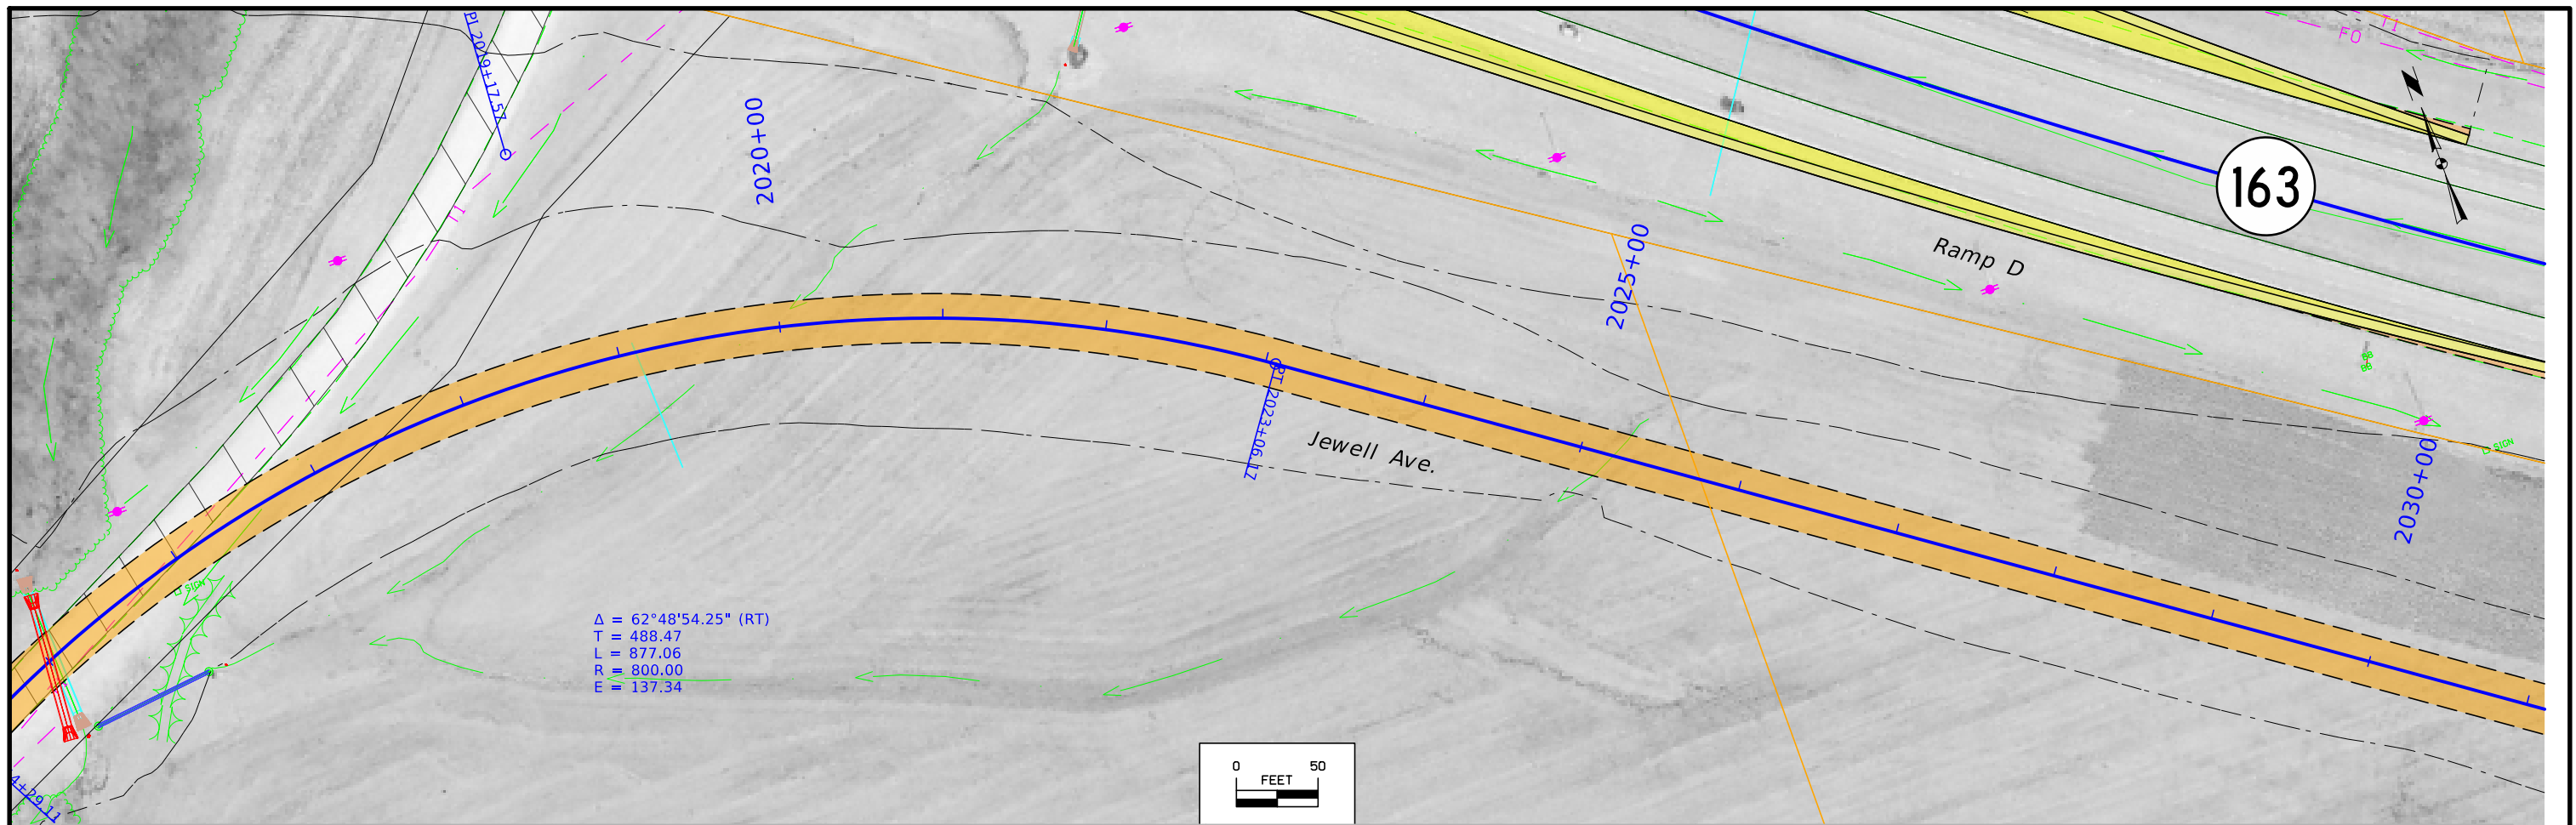 PI 2019+17.57
2020+00
TI
FO
TI
163
2025+00
Ramp D
PT 2023+06.17
Jewell Ave.
SIGN
2030+00
SIGN
Δ = 62°48'54.25" (RT)
T = 488.47
L = 877.06
R = 800.00
E = 137.34
4+29.11
0 50
FEET